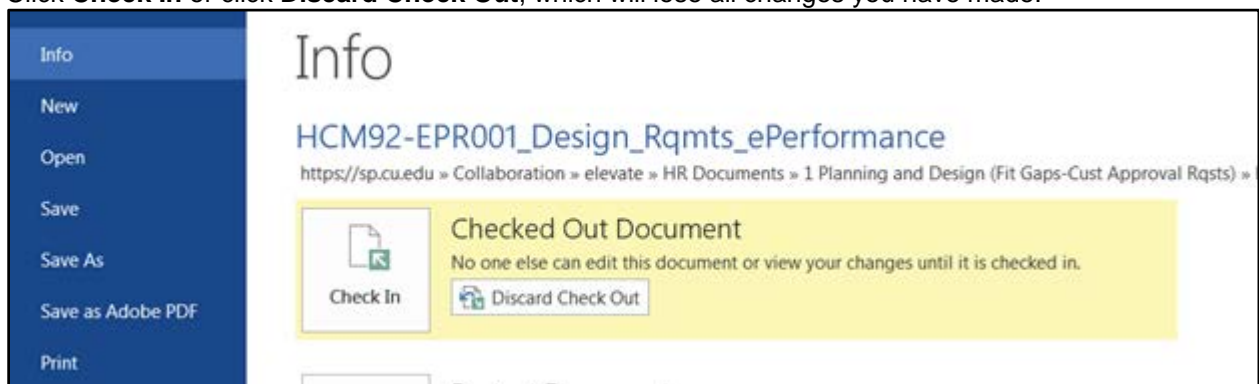 Click Check In or click Discard Check Out, which will lose all changes you have made.
Info
New
Open
Save
Save As
Save as Adobe PDF
Print
Info
HCM92-EPR001_Design_Rqmts_ePerformance
https://sp.cu.edu » Collaboration » elevate » HR Documents » 1 Planning and Design (Fit Gaps-Cust Approval Rqsts) »
Check In
Checked Out Document
No one else can edit this document or view your changes until it is checked in.
Discard Check Out